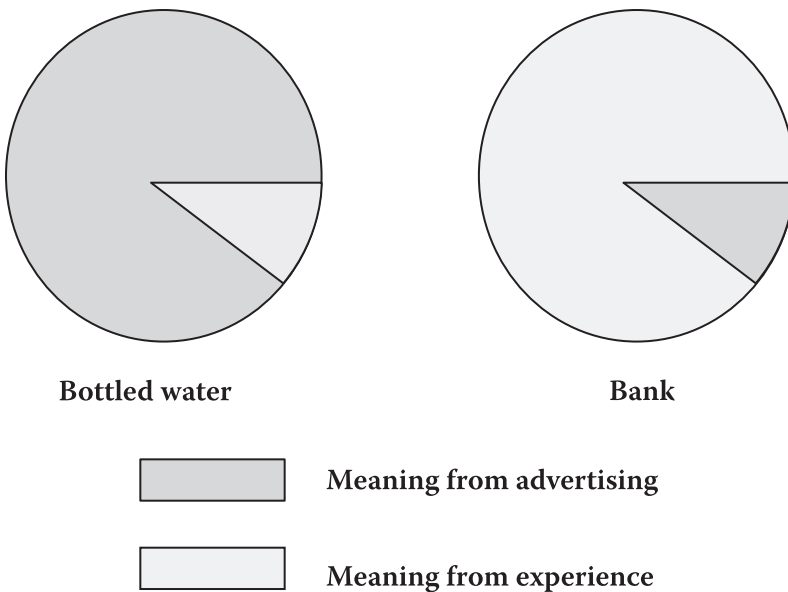 Bottled water
Bank
Meaning from advertising
Meaning from experience